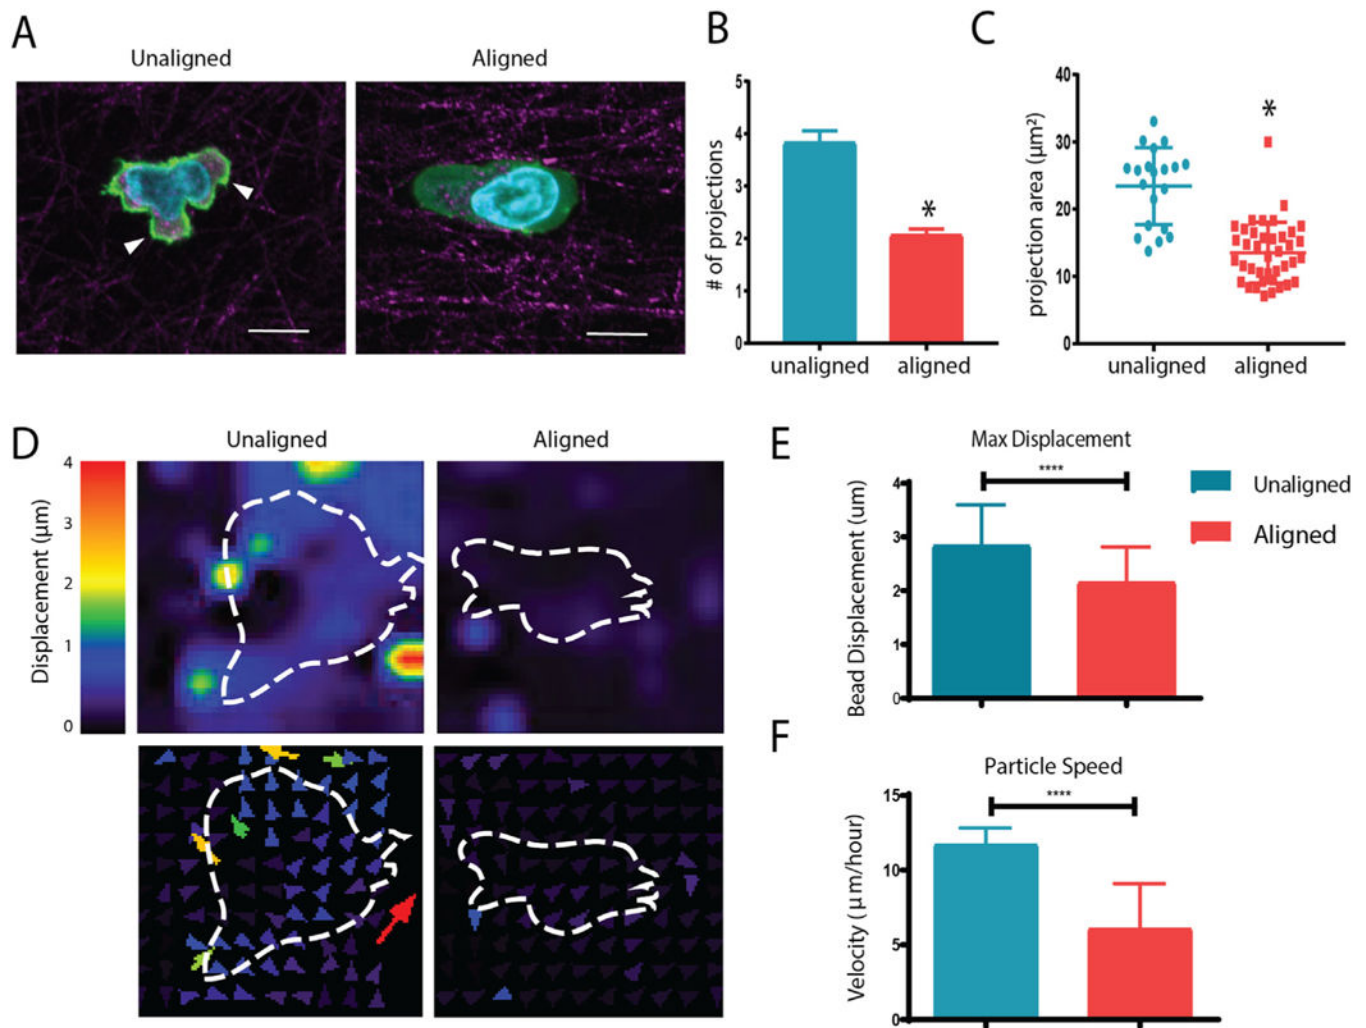 A
Unaligned
Aligned
B
# of projections
5
4
3
2
1
0
*
unaligned
aligned
C
projection area (µm²)
40
30
20
10
0
*
unaligned
aligned
D
Unaligned
Aligned
Displacement (µm)
4
3
2
1
0
E
Max Displacement
****
Bead Displacement (um)
4
3
2
1
0
Unaligned
Aligned
F
Particle Speed
****
Velocity ( µ m/hour)
15
10
5
0